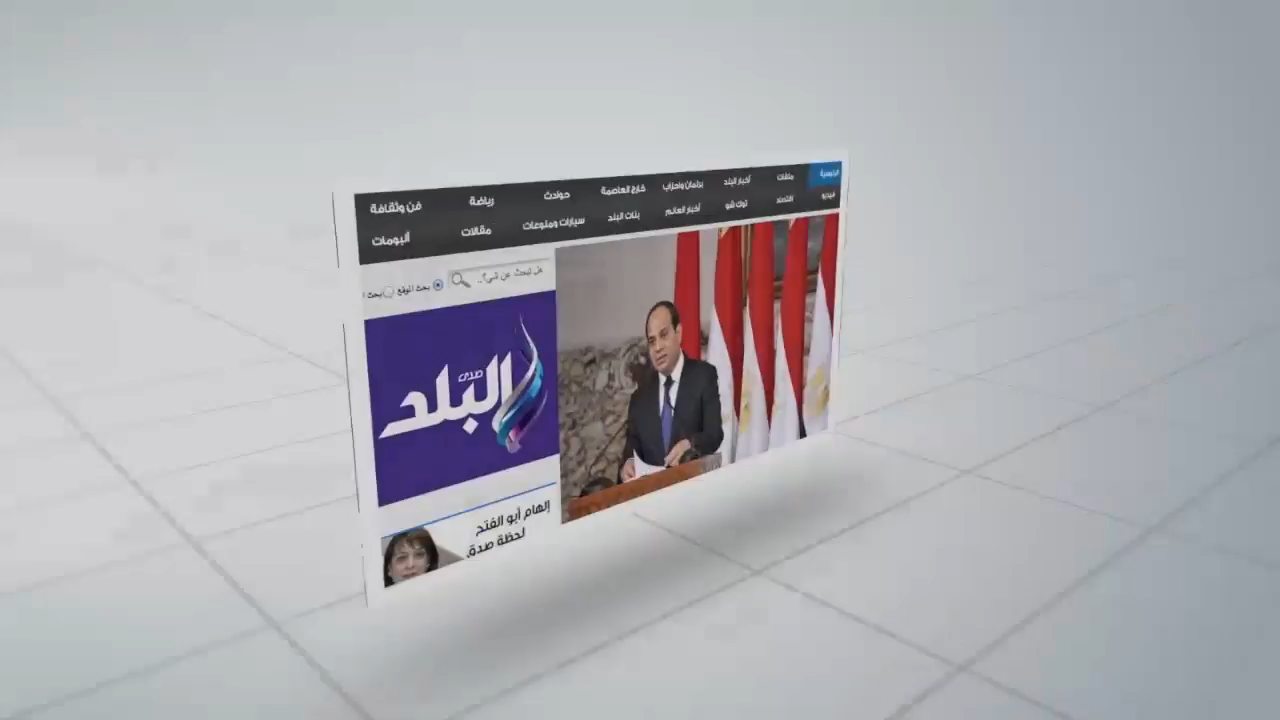 الرئيسية ملفات أخبار البلد برلمان وأحزاب خارج العاصمة حوادث رياضة فن وثقافة
فيديو اقتصاد توك شو أخبار العالم بنات البلد سيارات ومنوعات مقالات ألبومات
هل تبحث عن شيء؟.. بحث الموقع بحث
صدى البلد
إلهام أبو الفتح
لحظة صدق